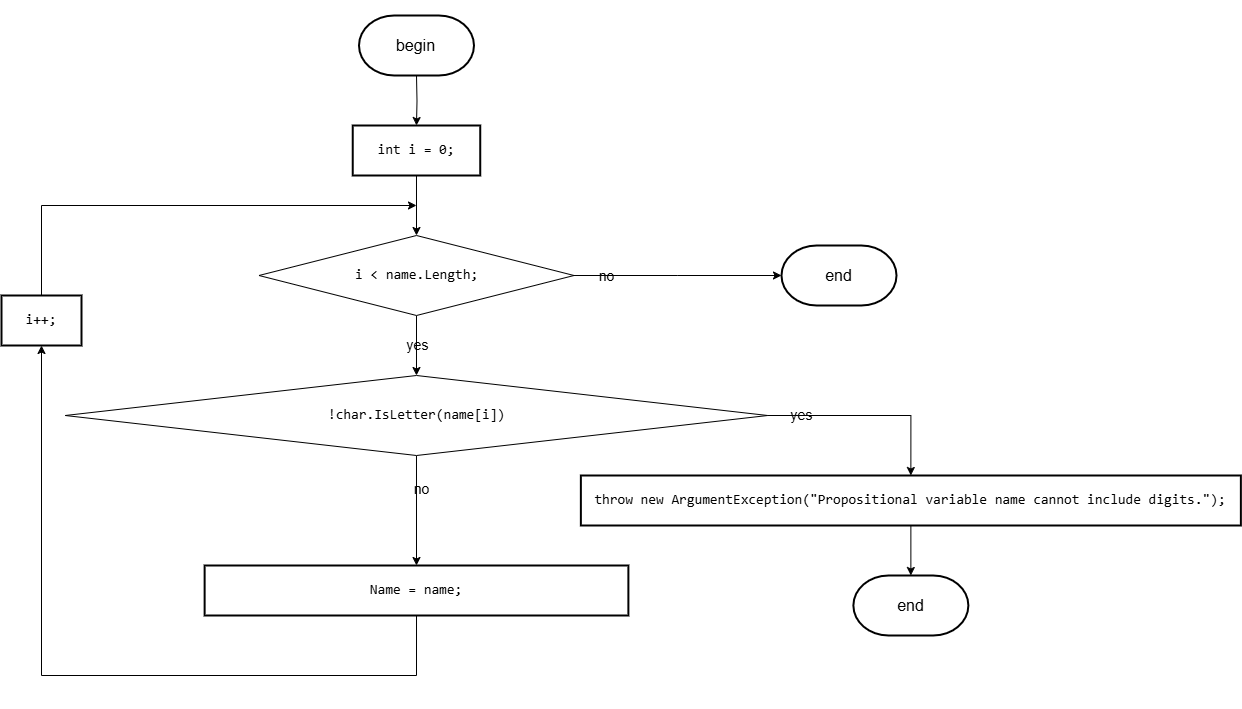 begin
int i = 0;
i < name.Length;
no
end
i++;
yes
!char.IsLetter(name[i])
yes
no
throw new ArgumentException("Propositional variable name cannot include digits.");
Name = name;
end